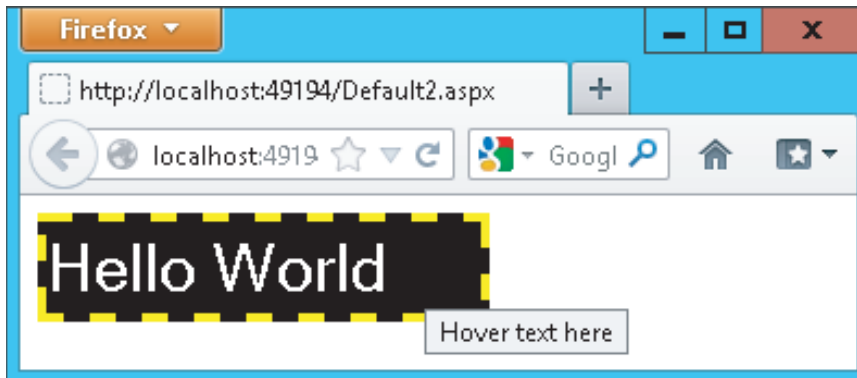 Firefox
http://localhost:49194/Default2.aspx
localhost:4919 Googl
Hello World
Hover text here